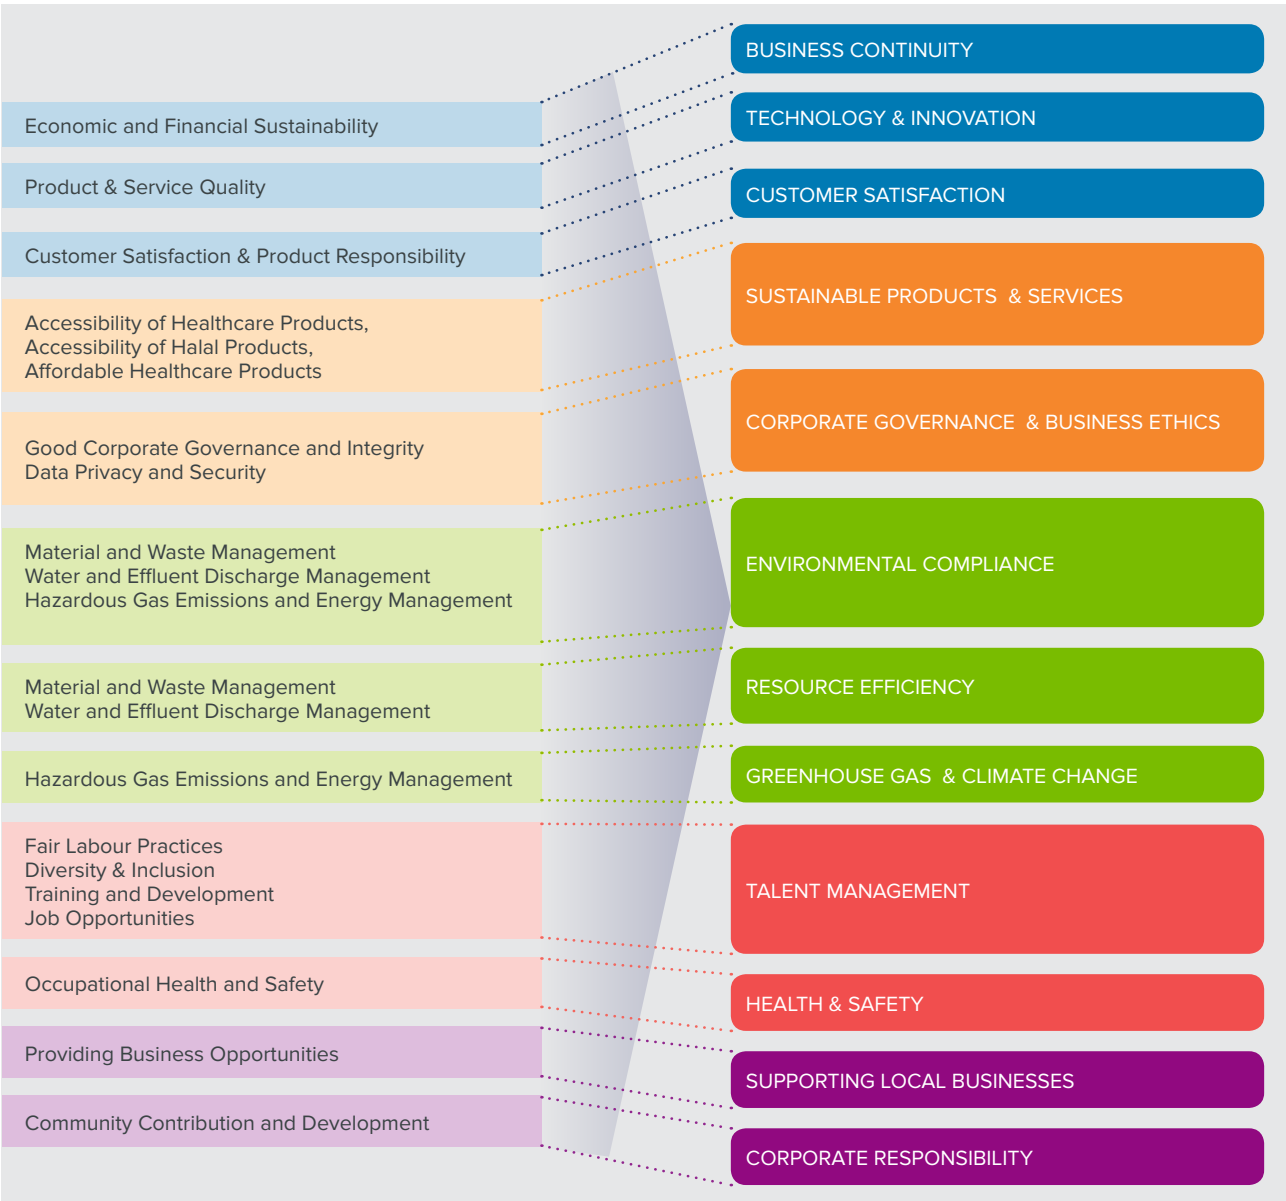 Economic and Financial Sustainability
Product & Service Quality
Customer Satisfaction & Product Responsibility
Accessibility of Healthcare Products,
Accessibility of Halal Products,
Affordable Healthcare Products
Good Corporate Governance and Integrity
Data Privacy and Security
Material and Waste Management
Water and Effluent Discharge Management
Hazardous Gas Emissions and Energy Management
Material and Waste Management
Water and Effluent Discharge Management
Hazardous Gas Emissions and Energy Management
Fair Labour Practices
Diversity & Inclusion
Training and Development
Job Opportunities
Occupational Health and Safety
Providing Business Opportunities
Community Contribution and Development
BUSINESS CONTINUITY
TECHNOLOGY & INNOVATION
CUSTOMER SATISFACTION
SUSTAINABLE PRODUCTS & SERVICES
CORPORATE GOVERNANCE & BUSINESS ETHICS
ENVIRONMENTAL COMPLIANCE
RESOURCE EFFICIENCY
GREENHOUSE GAS & CLIMATE CHANGE
TALENT MANAGEMENT
HEALTH & SAFETY
SUPPORTING LOCAL BUSINESSES
CORPORATE RESPONSIBILITY